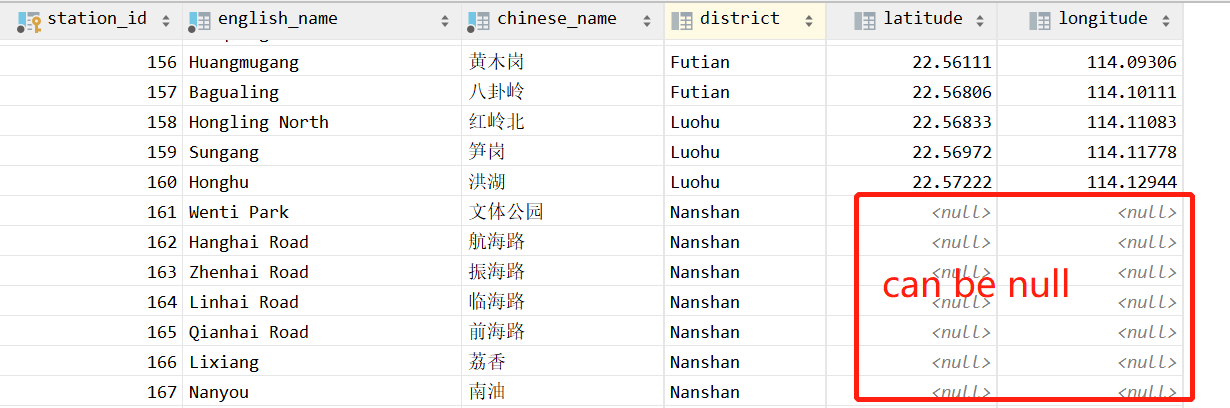 station_id english_name chinese_name district latitude longitude
156 Huangmugang 黄木岗 Futian 22.56111 114.09306
157 Bagualing 八卦岭 Futian 22.56806 114.10111
158 Hongling North 红岭北 Luohu 22.56833 114.11083
159 Sungang 笋岗 Luohu 22.56972 114.11778
160 Honghu 洪湖 Luohu 22.57222 114.12944
161 Wenti Park 文体公园 Nanshan <null> <null>
162 Hanghai Road 航海路 Nanshan <null> <null>
163 Zhenhai Road 振海路 Nanshan <null> <null>
can be null
164 Linhai Road 临海路 Nanshan <null> <null>
165 Qianhai Road 前海路 Nanshan <null> <null>
166 Lixiang 荔香 Nanshan <null> <null>
167 Nanyou 南油 Nanshan <null> <null>